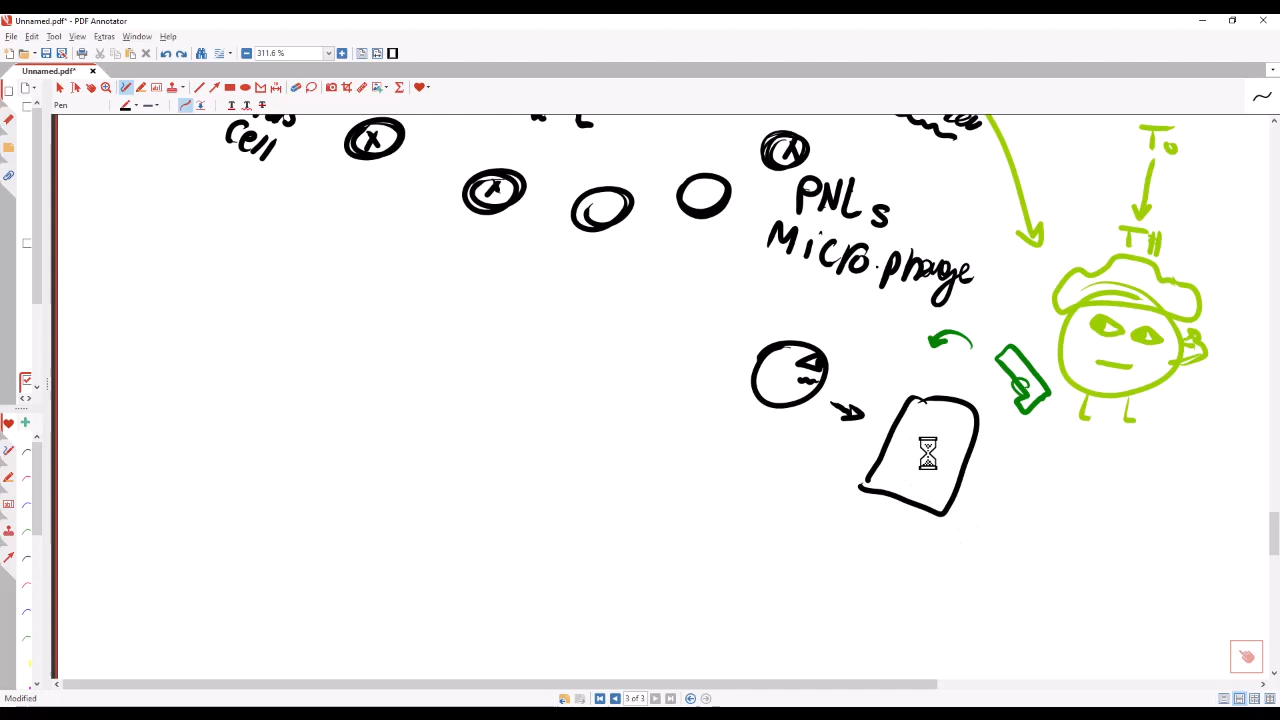 Unnamed.pdf* - PDF Annotator
File Edit Tool View Extras Window Help
311.6 %
Unnamed.pdf*
Pen
Cell
X
X
X
PNLs
Micro.phage
To
TH
Modified
3 of 3